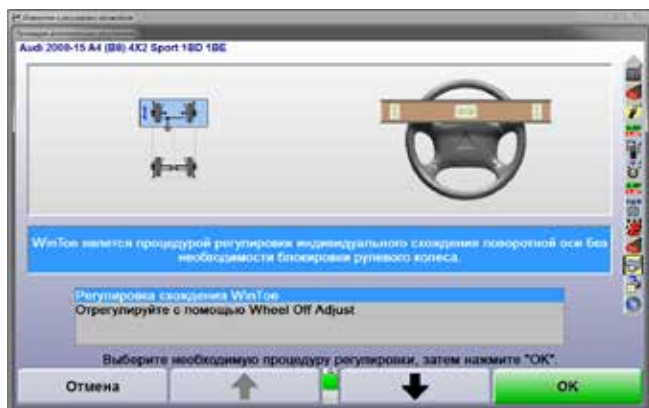 Audi 2009-15 A4 (B8) 4X2 Sport 1BD 1BE
WinToe является процедурой регулировки индивидуального схождения поворотной оси без
необходимости блокировки рулевого колеса.
Регулировка схождения WinToe
Отрегулируйте с помощью Wheel Off Adjust
Выберите необходимую процедуру регулировки, затем нажмите "OK".
Отмена
OK